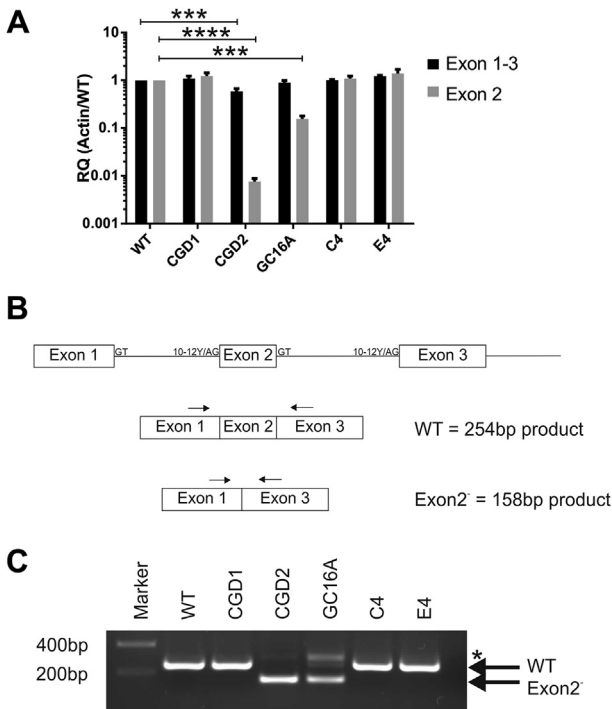 A
***
****
***
10
1
0.1
0.01
0.001
RQ (Actin/WT)
WT
CGD1
CGD2
GC16A
C4
E4
Exon 1-3
Exon 2
B
Exon 1 GT 10-12Y/AG Exon 2 GT 10-12Y/AG Exon 3
Exon 1 Exon 2 Exon 3 WT = 254bp product
Exon 1 Exon 3 Exon2⁻ = 158bp product
C
Marker WT CGD1 CGD2 GC16A C4 E4
400bp
*
200bp
WT
Exon2⁻